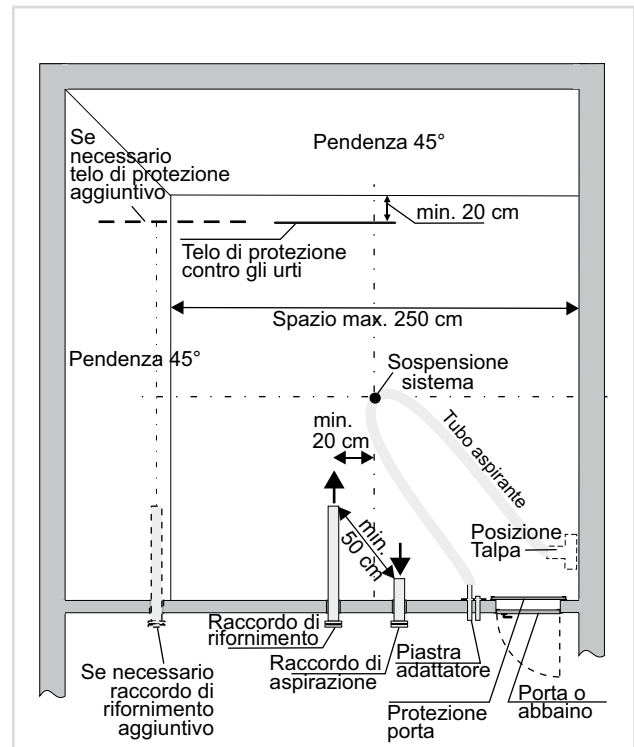 Se
necessario
telo di protezione
aggiuntivo
Pendenza 45°
min. 20 cm
Telo di protezione
contro gli urti
Spazio max. 250 cm
Pendenza 45°
Sospensione
sistema
min.
20 cm
Tubo aspirante
min.
50 cm
Posizione
Talpa
Raccordo di
rifornimento
Raccordo di
aspirazione
Piastra
adattatore
Se necessario
raccordo di
rifornimento
aggiuntivo
Protezione
porta
Porta o
abbaino